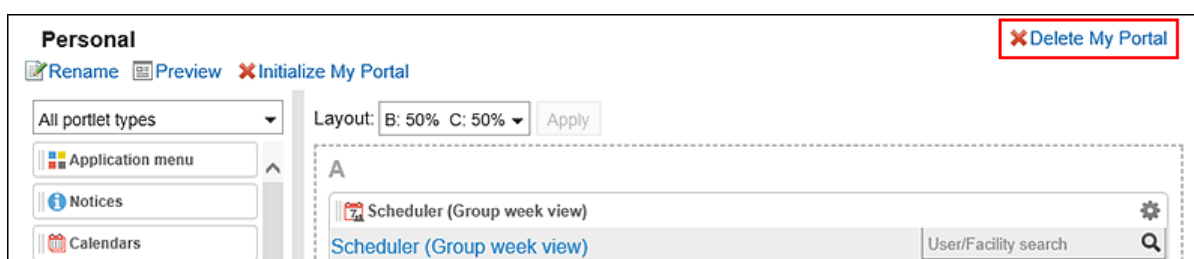 Personal
Delete My Portal
Rename Preview Initialize My Portal
All portlet types
Layout: B: 50% C: 50% Apply
Application menu
A
Notices
Scheduler (Group week view)
Calendars
Scheduler (Group week view)
User/Facility search